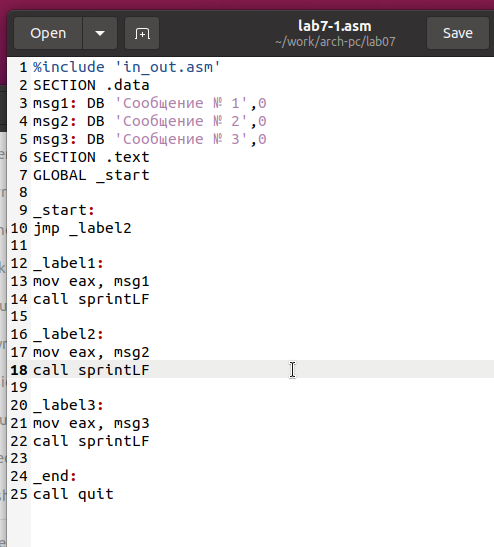 Open
lab7-1.asm
~/work/arch-pc/lab07
Save
1 %include 'in_out.asm'
2 SECTION .data
3 msg1: DB 'Сообщение № 1',0
4 msg2: DB 'Сообщение № 2',0
5 msg3: DB 'Сообщение № 3',0
6 SECTION .text
7 GLOBAL _start
8
9 _start:
10 jmp _label2
11
12 _label1:
13 mov eax, msg1
14 call sprintLF
15
16 _label2:
17 mov eax, msg2
18 call sprintLF
19
20 _label3:
21 mov eax, msg3
22 call sprintLF
23
24 _end:
25 call quit